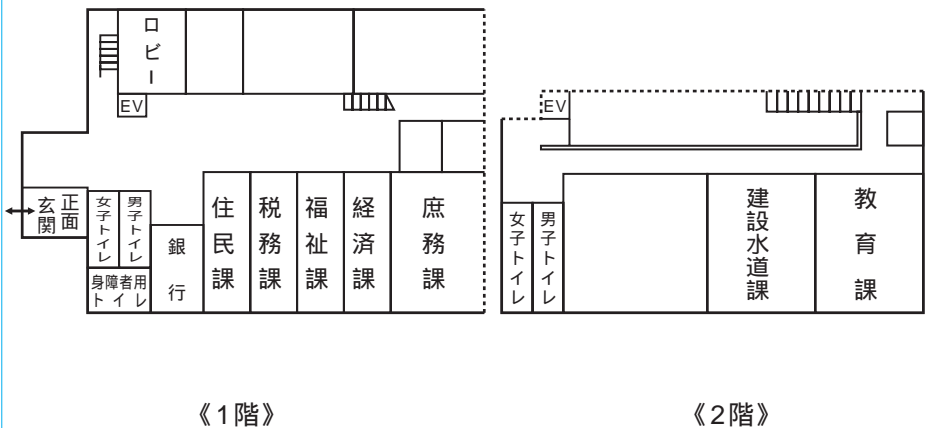 ロビー
EV
正面
玄関
女子トイレ
男子トイレ
身障者用
トイレ
銀行
住民課
税務課
福祉課
経済課
庶務課
《1階》
EV
女子トイレ
男子トイレ
建設水道課
教育課
《2階》